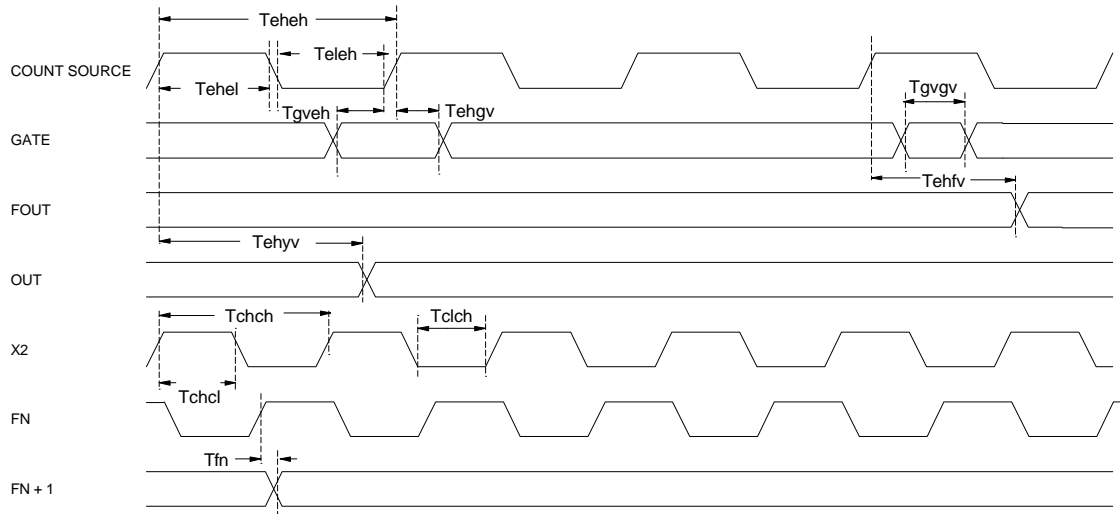 Teheh
COUNT SOURCE
Teleh
Tehel
Tgveh
Tehgv
Tgvgv
GATE
Tehfv
FOUT
Tehyv
OUT
Tchch
Tclch
X2
Tchcl
FN
Tfn
FN + 1